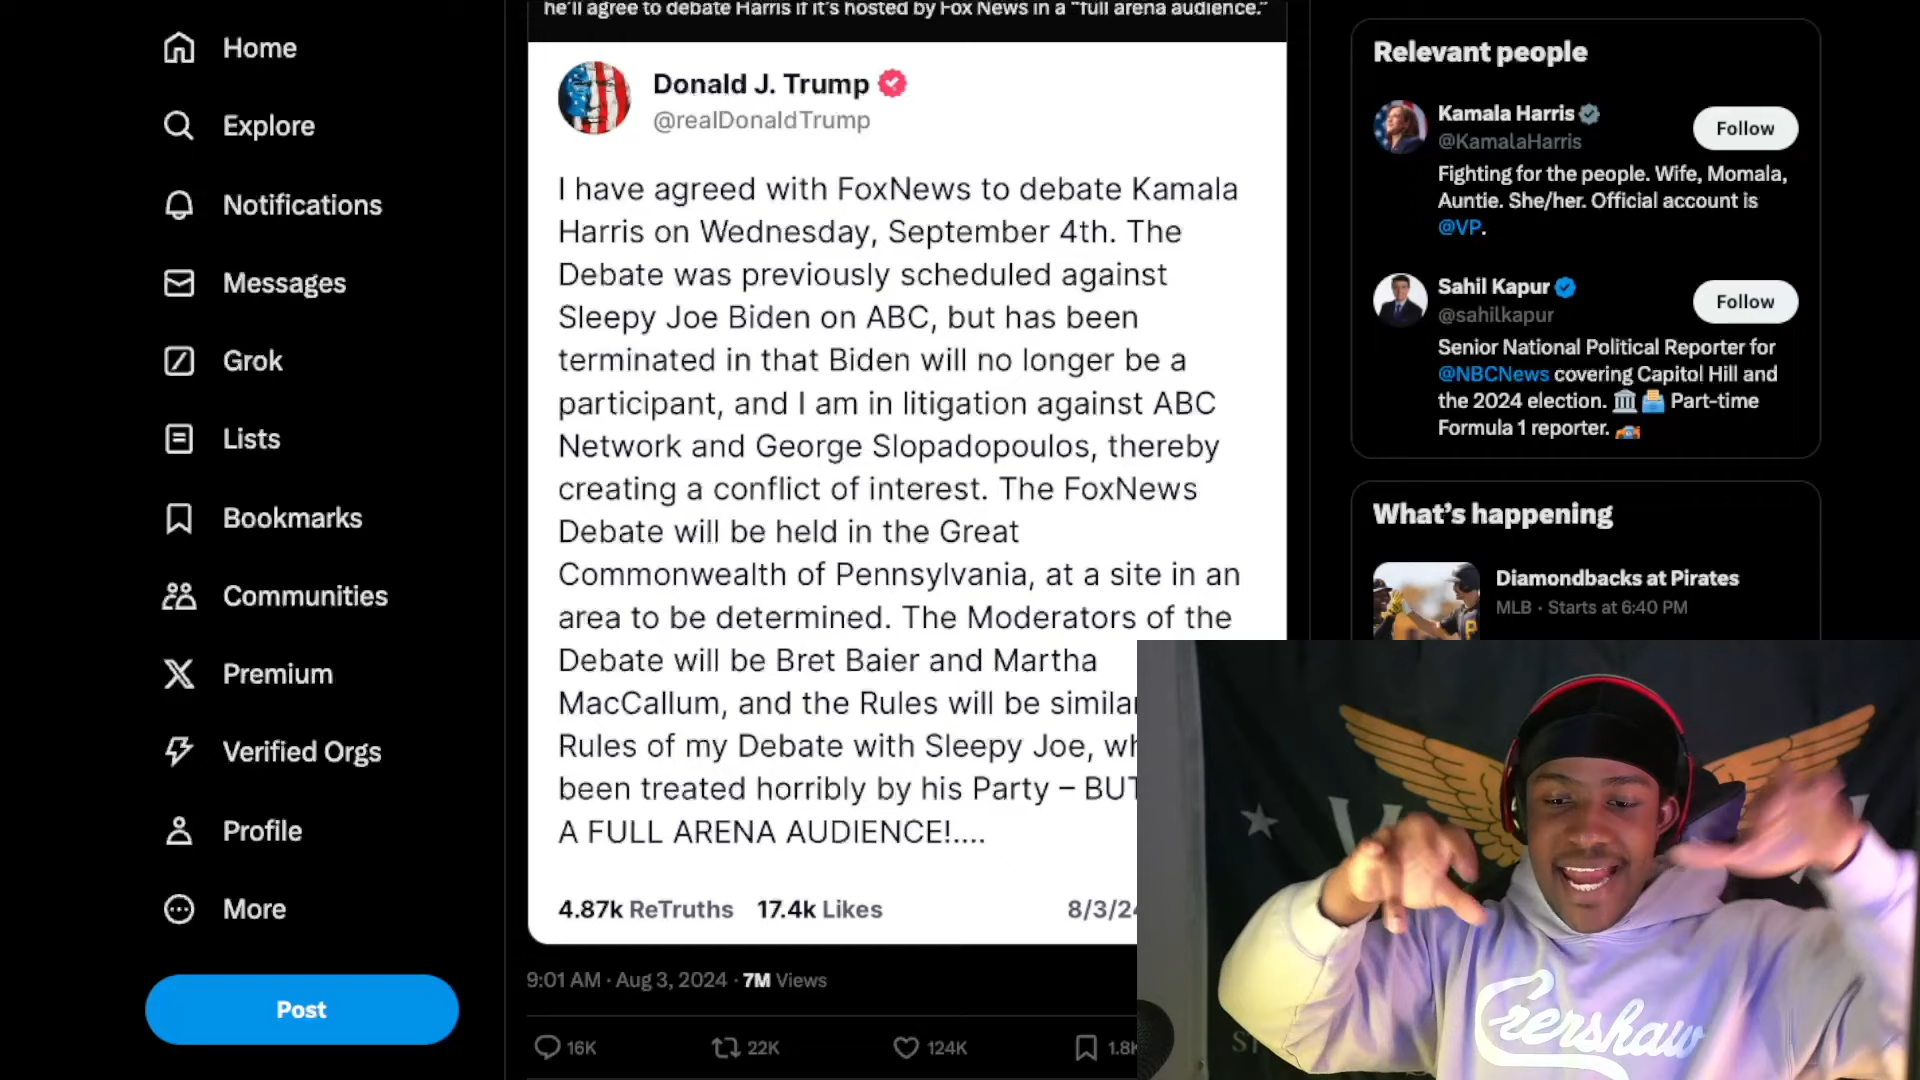 Home
Explore
Notifications
Messages
Grok
Lists
Bookmarks
Communities
Premium
Verified Orgs
Profile
More
Post
he'll agree to debate Harris if it's hosted by Fox News in a "full arena audience."
Donald J. Trump
@realDonaldTrump
I have agreed with FoxNews to debate Kamala
Harris on Wednesday, September 4th. The
Debate was previously scheduled against
Sleepy Joe Biden on ABC, but has been
terminated in that Biden will no longer be a
participant, and I am in litigation against ABC
Network and George Slopadopoulos, thereby
creating a conflict of interest. The FoxNews
Debate will be held in the Great
Commonwealth of Pennsylvania, at a site in an
area to be determined. The Moderators of the
Debate will be Bret Baier and Martha
MacCallum, and the Rules will be similar
Rules of my Debate with Sleepy Joe,
been treated horribly by his Party – BUT
A FULL ARENA AUDIENCE!....
4.87k ReTruths 17.4k Likes 8/3/24
9:01 AM · Aug 3, 2024 · 7M Views
16K 22K 124K 1.8K
Relevant people
Kamala Harris
@KamalaHarris
Follow
Fighting for the people. Wife, Momala,
Auntie. She/her. Official account is
@VP.
Sahil Kapur
@sahilkapur
Follow
Senior National Political Reporter for
@NBCNews covering Capitol Hill and
the 2024 election. Part-time
Formula 1 reporter.
What's happening
Diamondbacks at Pirates
MLB · Starts at 6:40 PM
Crenshaw